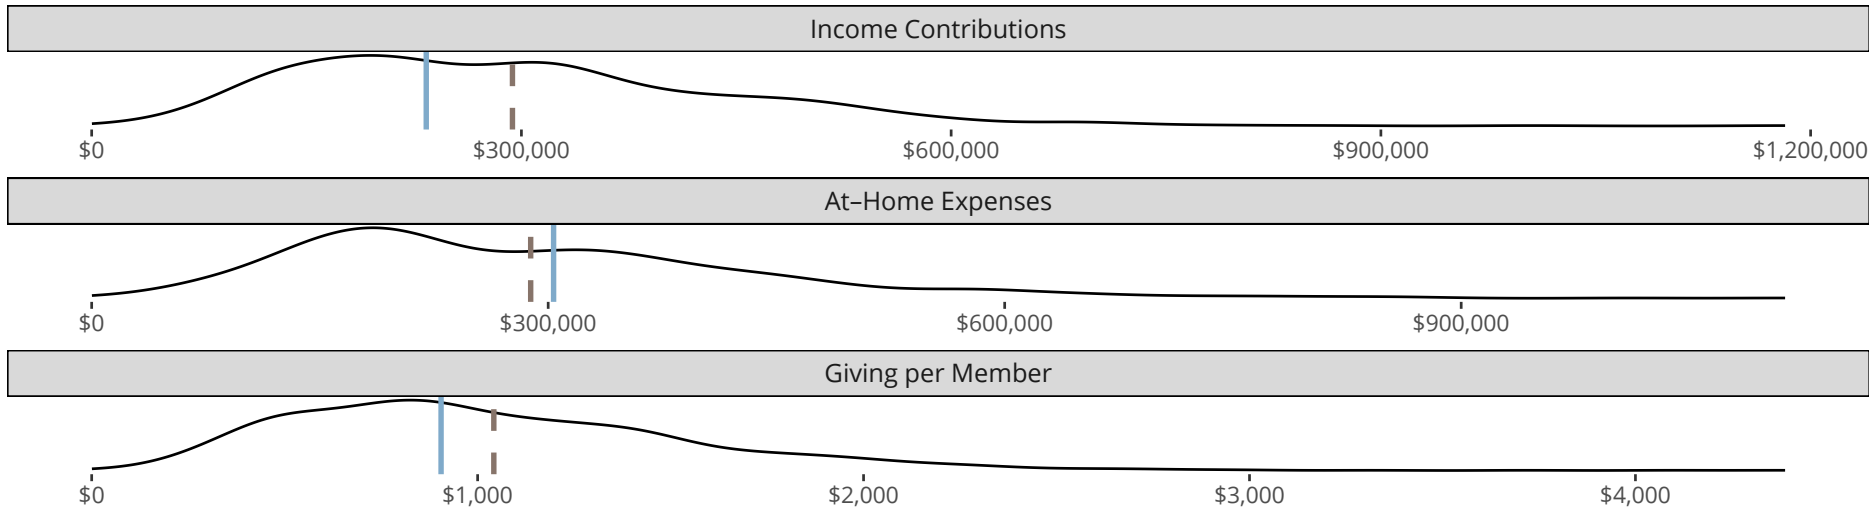 Income Contributions
$0 $300,000 $600,000 $900,000 $1,200,000
At–Home Expenses
$0 $300,000 $600,000 $900,000
Giving per Member
$0 $1,000 $2,000 $3,000 $4,000